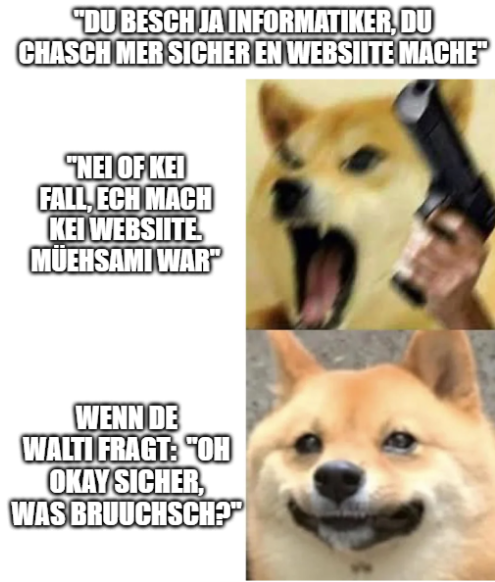 "DU BESCH JA INFORMATIKER, DU
CHASCH MER SICHER EN WEBSIITE MACHE"
"NEI OF KEI
FALL, ECH MACH
KEI WEBSIITE.
MÜEHSAMI WAR"
WENN DE
WALTI FRAGT: "OH
OKAY SICHER,
WAS BRUUCHSCH?"